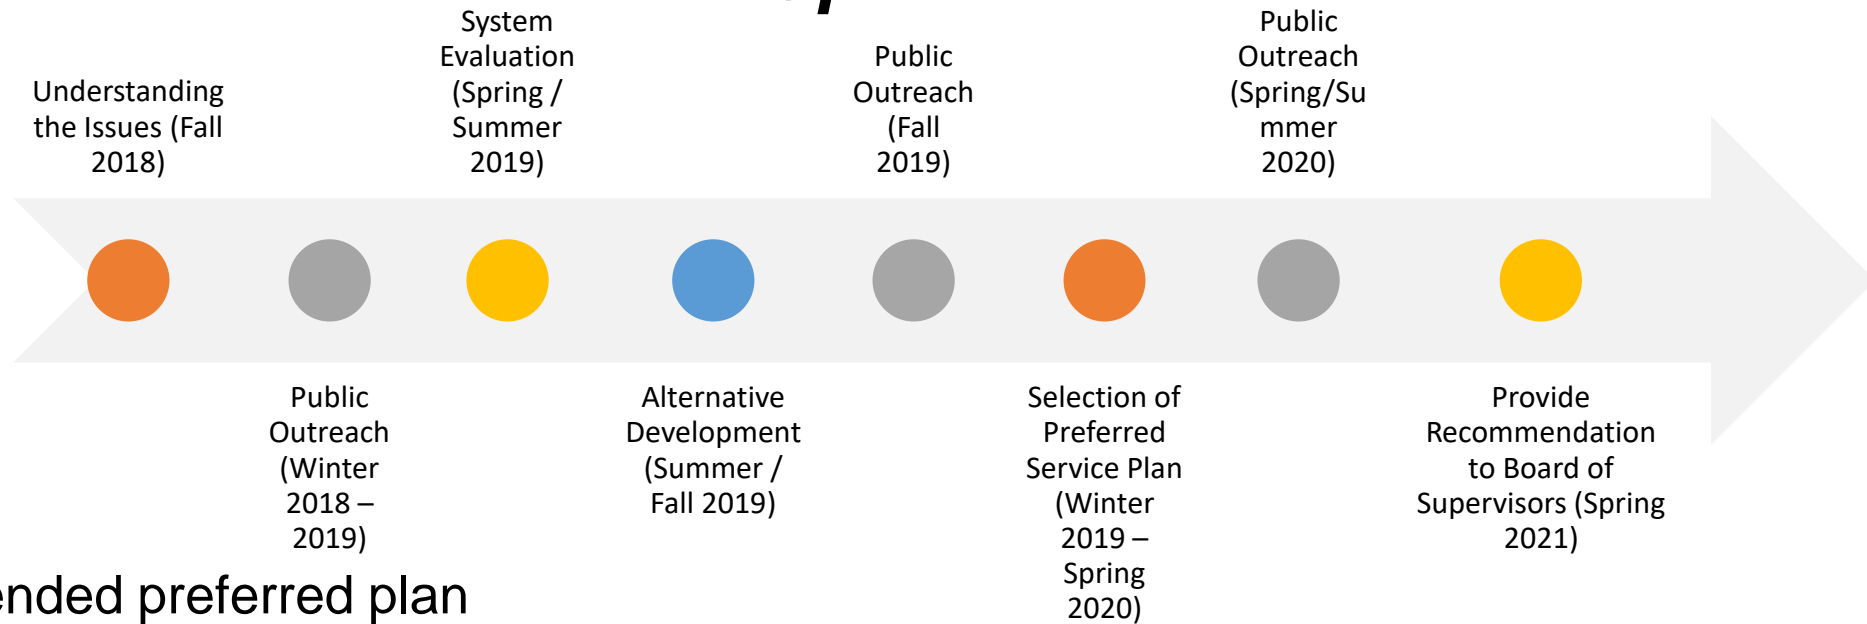 Understanding
the Issues (Fall
2018)
Public
Outreach
(Winter
2018 –
2019)
System
Evaluation
(Spring /
Summer
2019)
Alternative
Development
(Summer /
Fall 2019)
Public
Outreach
(Fall
2019)
Selection of
Preferred
Service Plan
(Winter
2019 –
Spring
2020)
Public
Outreach
(Spring/Su
mmer
2020)
Provide
Recommendation
to Board of
Supervisors (Spring
2021)
ended preferred plan